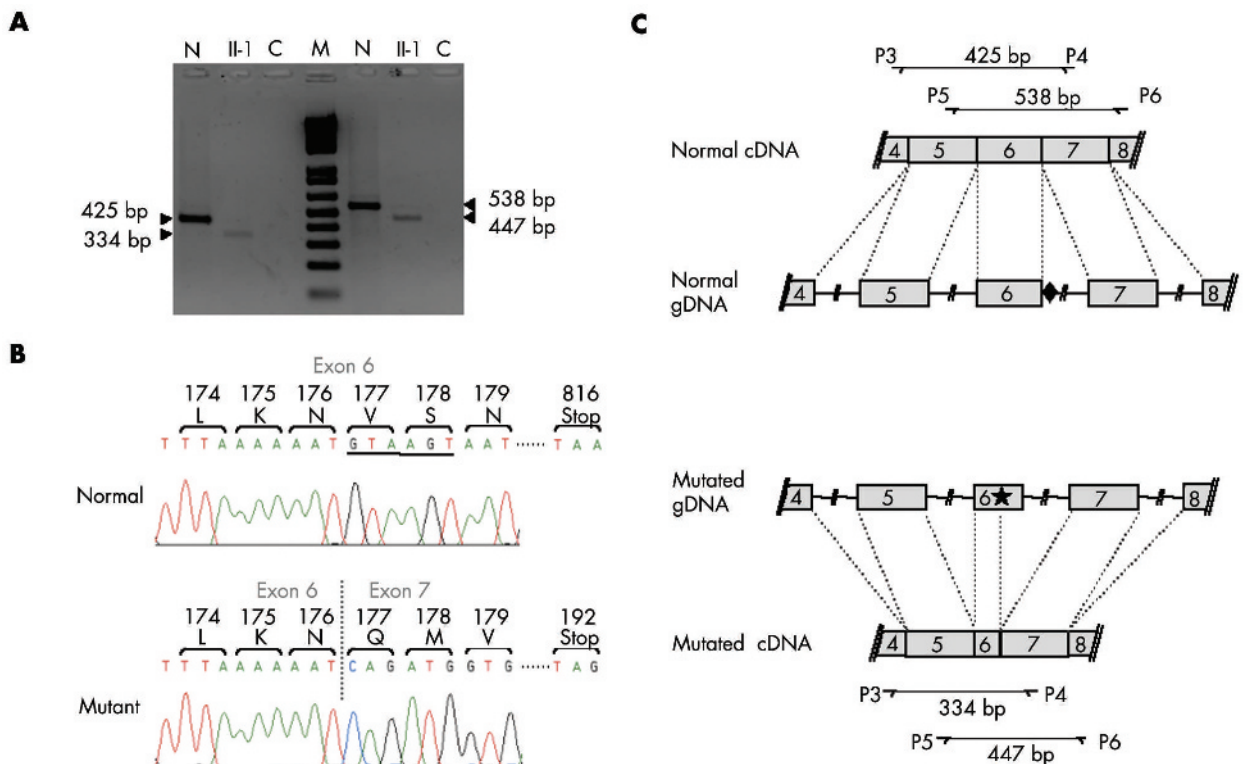 A
N II-1 C M N II-1 C
425 bp
334 bp
538 bp
447 bp
B
Exon 6
174 175 176 177 178 179 816
L K N V S N Stop
T T T A A A A A A T G T A A G T A A T ...... T A A
Normal
Exon 6 Exon 7
174 175 176 177 178 179 192
L K N Q M V Stop
T T T A A A A A A T C A G A T G G T G ...... T A G
Mutant
C
P3 425 bp P4
P5 538 bp P6
Normal cDNA
4 5 6 7 8
Normal
gDNA
4 5 6 7 8
Mutated
gDNA
4 5 6 7 8
Mutated cDNA
4 5 6 7 8
P3 P4
334 bp
P5 P6
447 bp